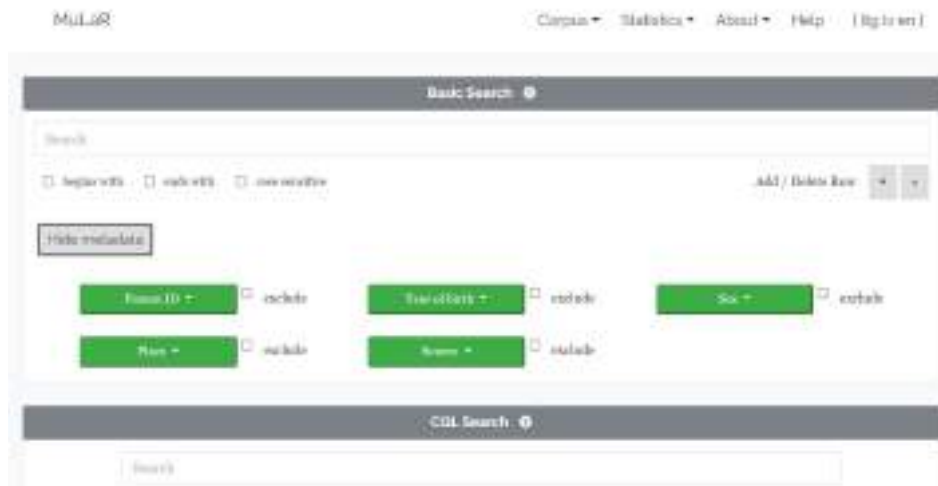 MuLaR
Corpus Statistics About Help
Basic Search
Search
begins with ends with case sensitive Add / Delete Row + -
Hide metadata
exclude Year of birth exclude Sex exclude
Place exclude exclude
CQL Search
Search